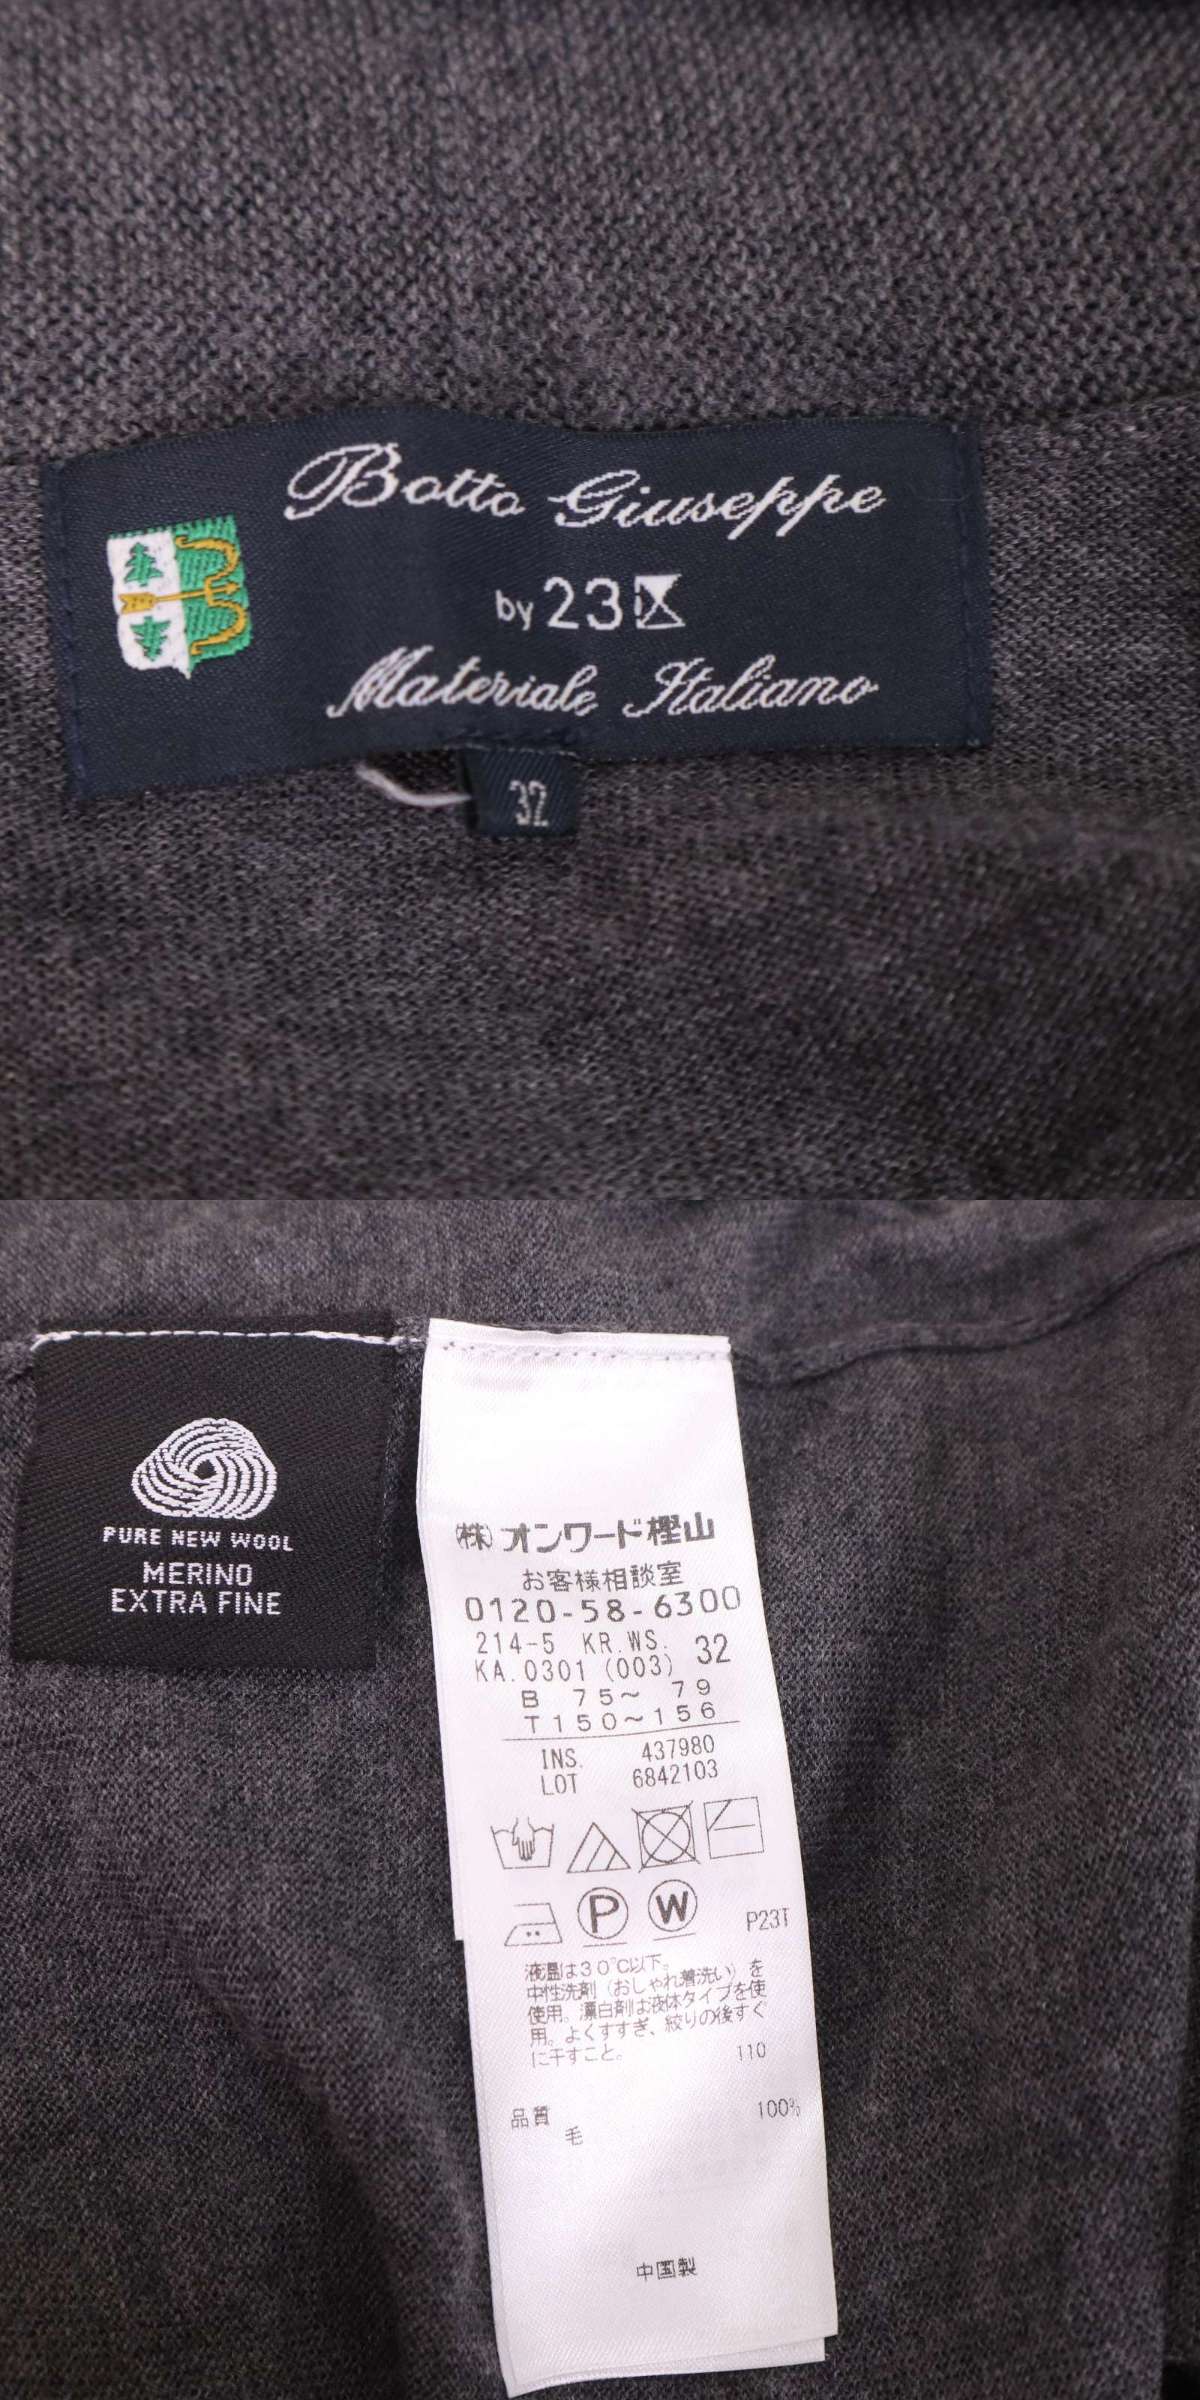 Botto Giuseppe
by 23区
Materiale Italiano
32
PURE NEW WOOL
MERINO
EXTRA FINE
(株)オンワード樫山
お客様相談室
0120-58-6300
214-5 KR.WS.
KA.0301 (003) 32
B 75～ 79
T150～156
INS. 437980
LOT 6842103
P W P23T
液温は30℃以下。
中性洗剤（おしゃれ着洗い）を
使用。漂白剤は液体タイプを使
用。よくすすぎ、絞りの後すぐ
に干すこと。 110
品質 100%
毛
中国製